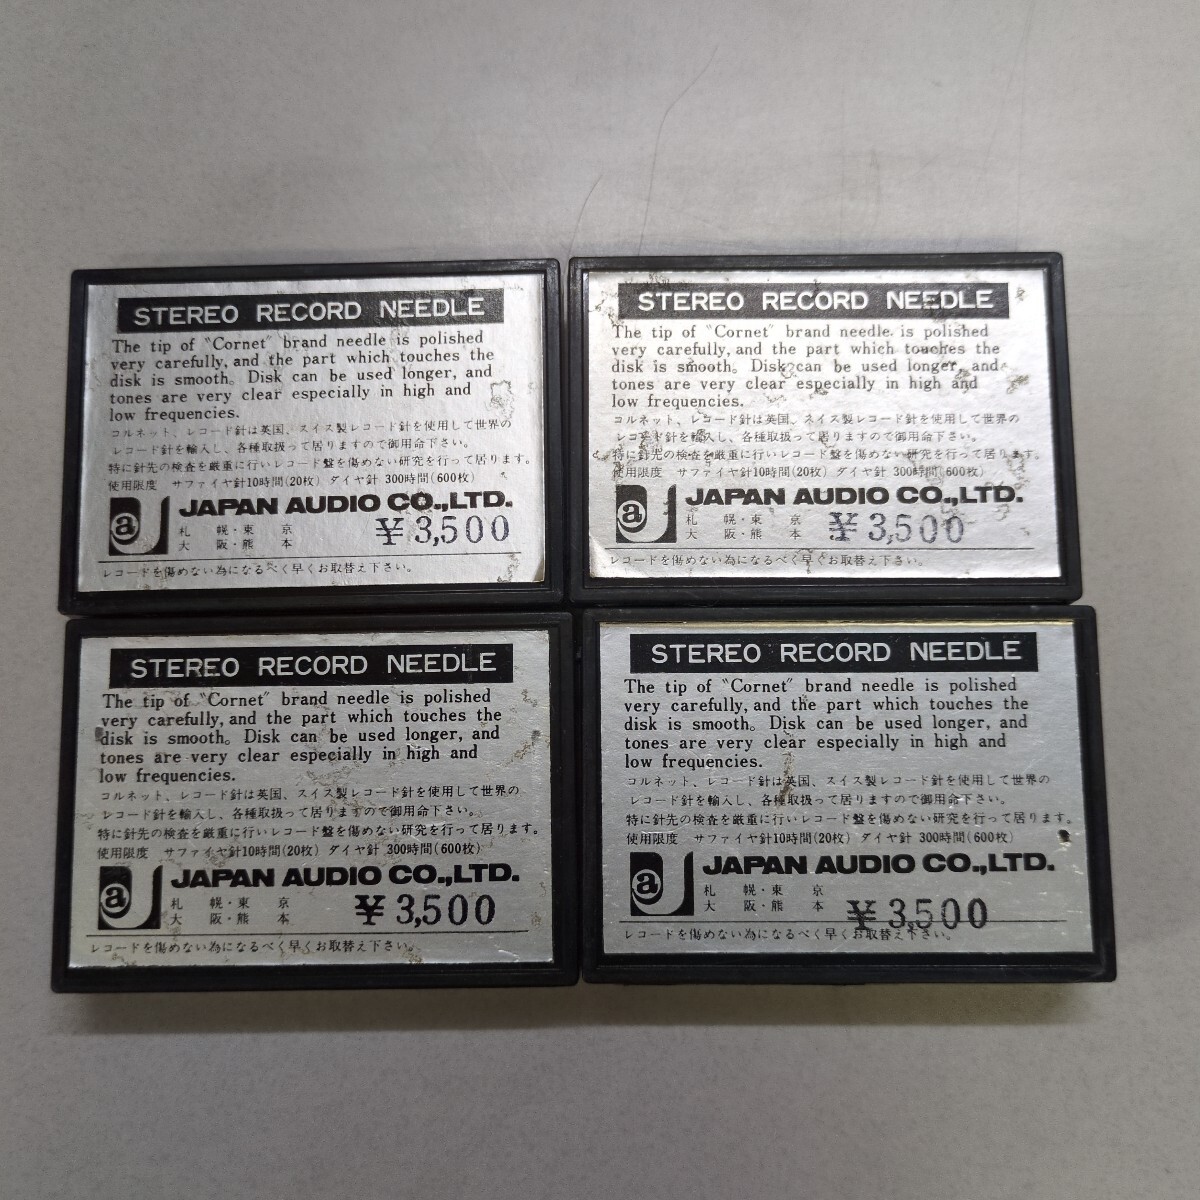 STEREO RECORD NEEDLE
The tip of "Cornet" brand needle is polished
very carefully, and the part which touches the
disk is smooth。 Disk can be used longer, and
tones are very clear especially in high and
low frequencies.
コルネット、レコード針は英国、スイス製レコード針を使用して世界の
レコード針を輸入し、各種取扱って居りますので御用命下さい。
特に針先の検査を厳重に行いレコード盤を傷めない研究を行って居ります。
使用限度 サファイヤ針10時間(20枚) ダイヤ針 300時間(600枚)
a JAPAN AUDIO CO.,LTD.
札幌・東京
大阪・熊本 ¥3,500
レコードを傷めない為になるべく早くお取替え下さい。
STEREO RECORD NEEDLE
The tip of "Cornet" brand needle is polished
very carefully, and the part which touches the
disk is smooth。 Disk can be used longer, and
tones are very clear especially in high and
low frequencies.
コルネット、レコード針は英国、スイス製レコード針を使用して世界の
レコード針を輸入し、各種取扱って居りますので御用命下さい。
特に針先の検査を厳重に行いレコード盤を傷めない研究を行って居ります。
使用限度 サファイヤ針10時間(20枚) ダイヤ針 300時間(600枚)
a JAPAN AUDIO CO.,LTD.
札幌・東京
大阪・熊本 ¥3,500
レコードを傷めない為になるべく早くお取替え下さい。
STEREO RECORD NEEDLE
The tip of "Cornet" brand needle is polished
very carefully, and the part which touches the
disk is smooth。 Disk can be used longer, and
tones are very clear especially in high and
low frequencies.
コルネット、レコード針は英国、スイス製レコード針を使用して世界の
レコード針を輸入し、各種取扱って居りますので御用命下さい。
特に針先の検査を厳重に行いレコード盤を傷めない研究を行って居ります。
使用限度 サファイヤ針10時間(20枚) ダイヤ針 300時間(600枚)
a JAPAN AUDIO CO.,LTD.
札幌・東京
大阪・熊本 ¥3,500
レコードを傷めない為になるべく早くお取替え下さい。
STEREO RECORD NEEDLE
The tip of "Cornet" brand needle is polished
very carefully, and the part which touches the
disk is smooth。 Disk can be used longer, and
tones are very clear especially in high and
low frequencies.
コルネット、レコード針は英国、スイス製レコード針を使用して世界の
レコード針を輸入し、各種取扱って居りますので御用命下さい。
特に針先の検査を厳重に行いレコード盤を傷めない研究を行って居ります。
使用限度 サファイヤ針10時間(20枚) ダイヤ針 300時間(600枚)
a JAPAN AUDIO CO.,LTD.
札幌・東京
大阪・熊本 ¥3,500
レコードを傷めない為になるべく早くお取替え下さい。